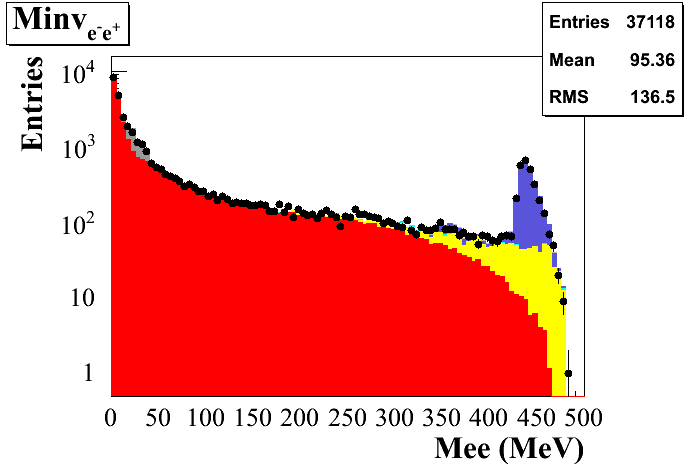 Minv e⁻e⁺
Entries 37118
Mean 95.36
RMS 136.5
Entries
10⁴
10³
10²
10
1
0 50 100 150 200 250 300 350 400 450 500
Mee (MeV)